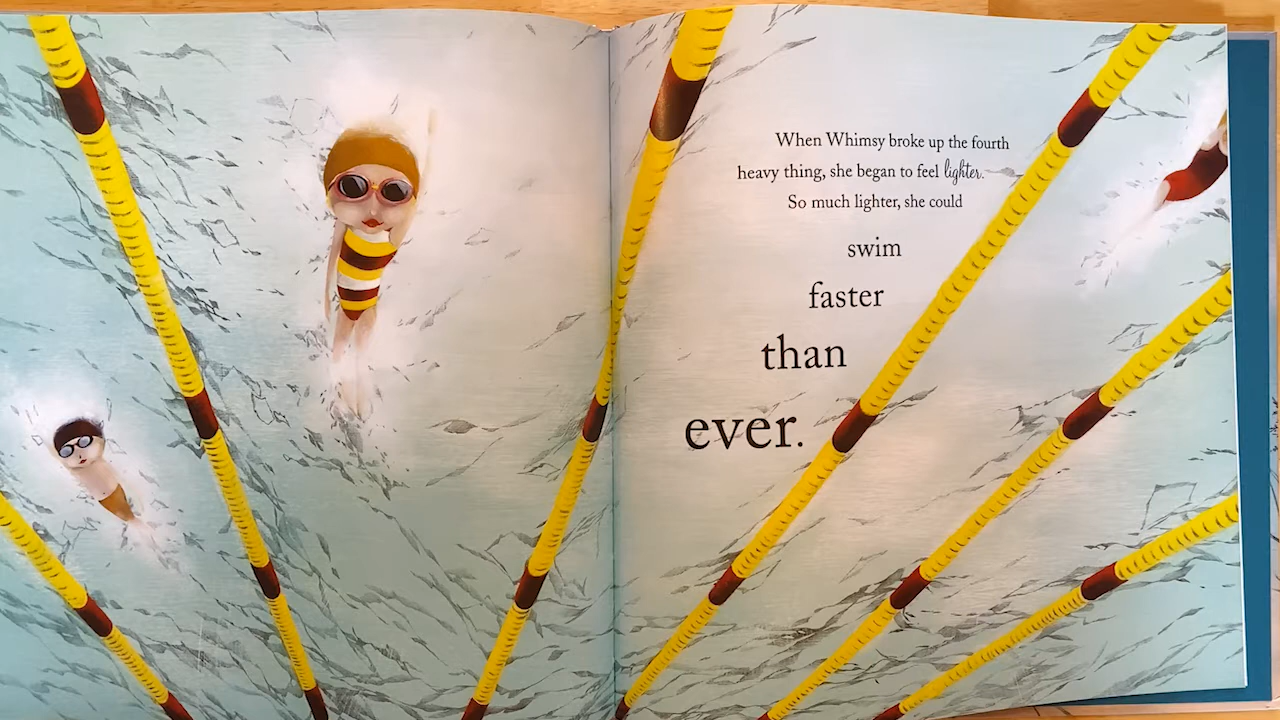 When Whimsy broke up the fourth
heavy thing, she began to feel lighter.
So much lighter, she could
swim
faster
than
ever.